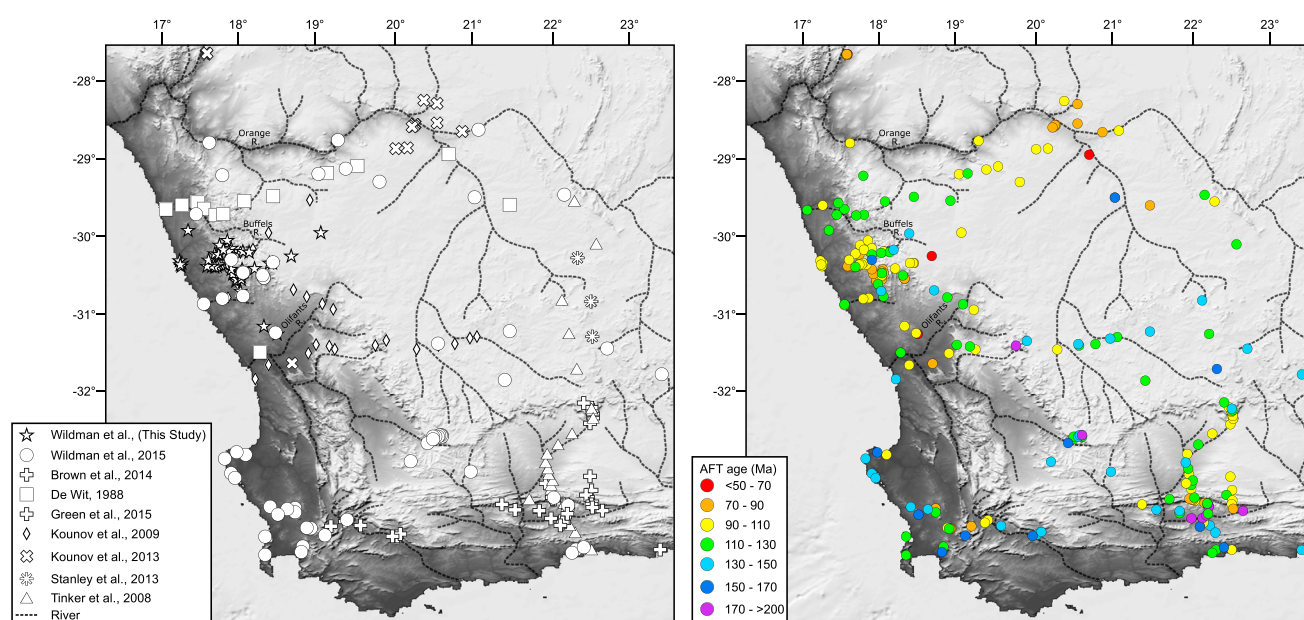 17° 18° 19° 20° 21° 22° 23°
-28°
-29°
-30°
-31°
-32°
Orange
R.
Buffels
R.
Olifants
R.
Wildman et al., (This Study)
Wildman et al., 2015
Brown et al., 2014
De Wit, 1988
Green et al., 2015
Kounov et al., 2009
Kounov et al., 2013
Stanley et al., 2013
Tinker et al., 2008
River
17° 18° 19° 20° 21° 22° 23°
-28°
-29°
-30°
-31°
-32°
Orange
R.
Buffels
R.
Olifants
R.
AFT age (Ma)
<50 - 70
70 - 90
90 - 110
110 - 130
130 - 150
150 - 170
170 - >200